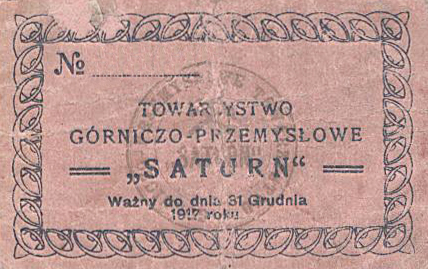 №
TOWARZYSTWO
GÓRNICZO-PRZEMYSŁOWE
„SATURN"
Ważny do dnia 31 Grudnia
1917 roku